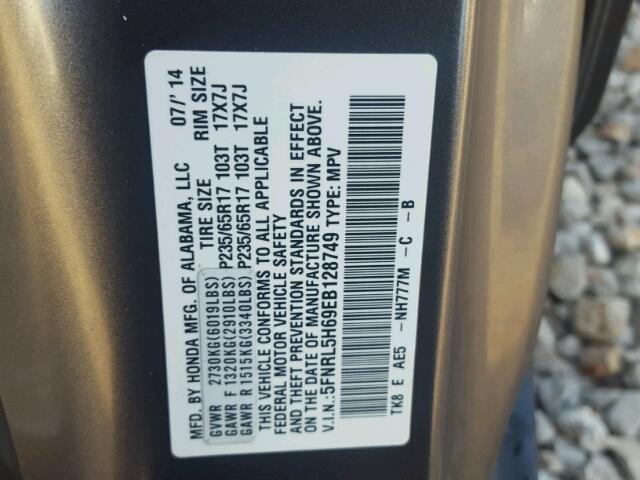 MFD. BY HONDA MFG. OF ALABAMA, LLC 07/' 14
TIRE SIZE RIM SIZE
GVWR 2730KG(6019LBS)
GAWR F 1320KG(2910LBS) P235/65R17 103T 17X7J
GAWR R 1515KG(3340LBS) P235/65R17 103T 17X7J
THIS VEHICLE CONFORMS TO ALL APPLICABLE
FEDERAL MOTOR VEHICLE SAFETY
AND THEFT PREVENTION STANDARDS IN EFFECT
ON THE DATE OF MANUFACTURE SHOWN ABOVE.
V.I.N.:5FNRL5H69EB128749 TYPE: MPV
TK8 E AE5 -NH777M -C -B